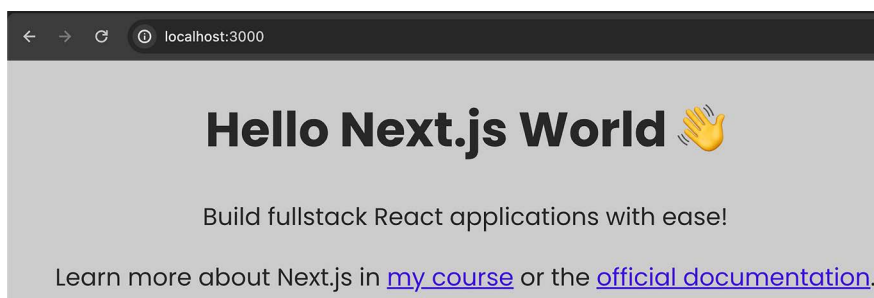 localhost:3000
Hello Next.js World 👋
Build fullstack React applications with ease!
Learn more about Next.js in my course or the official documentation.